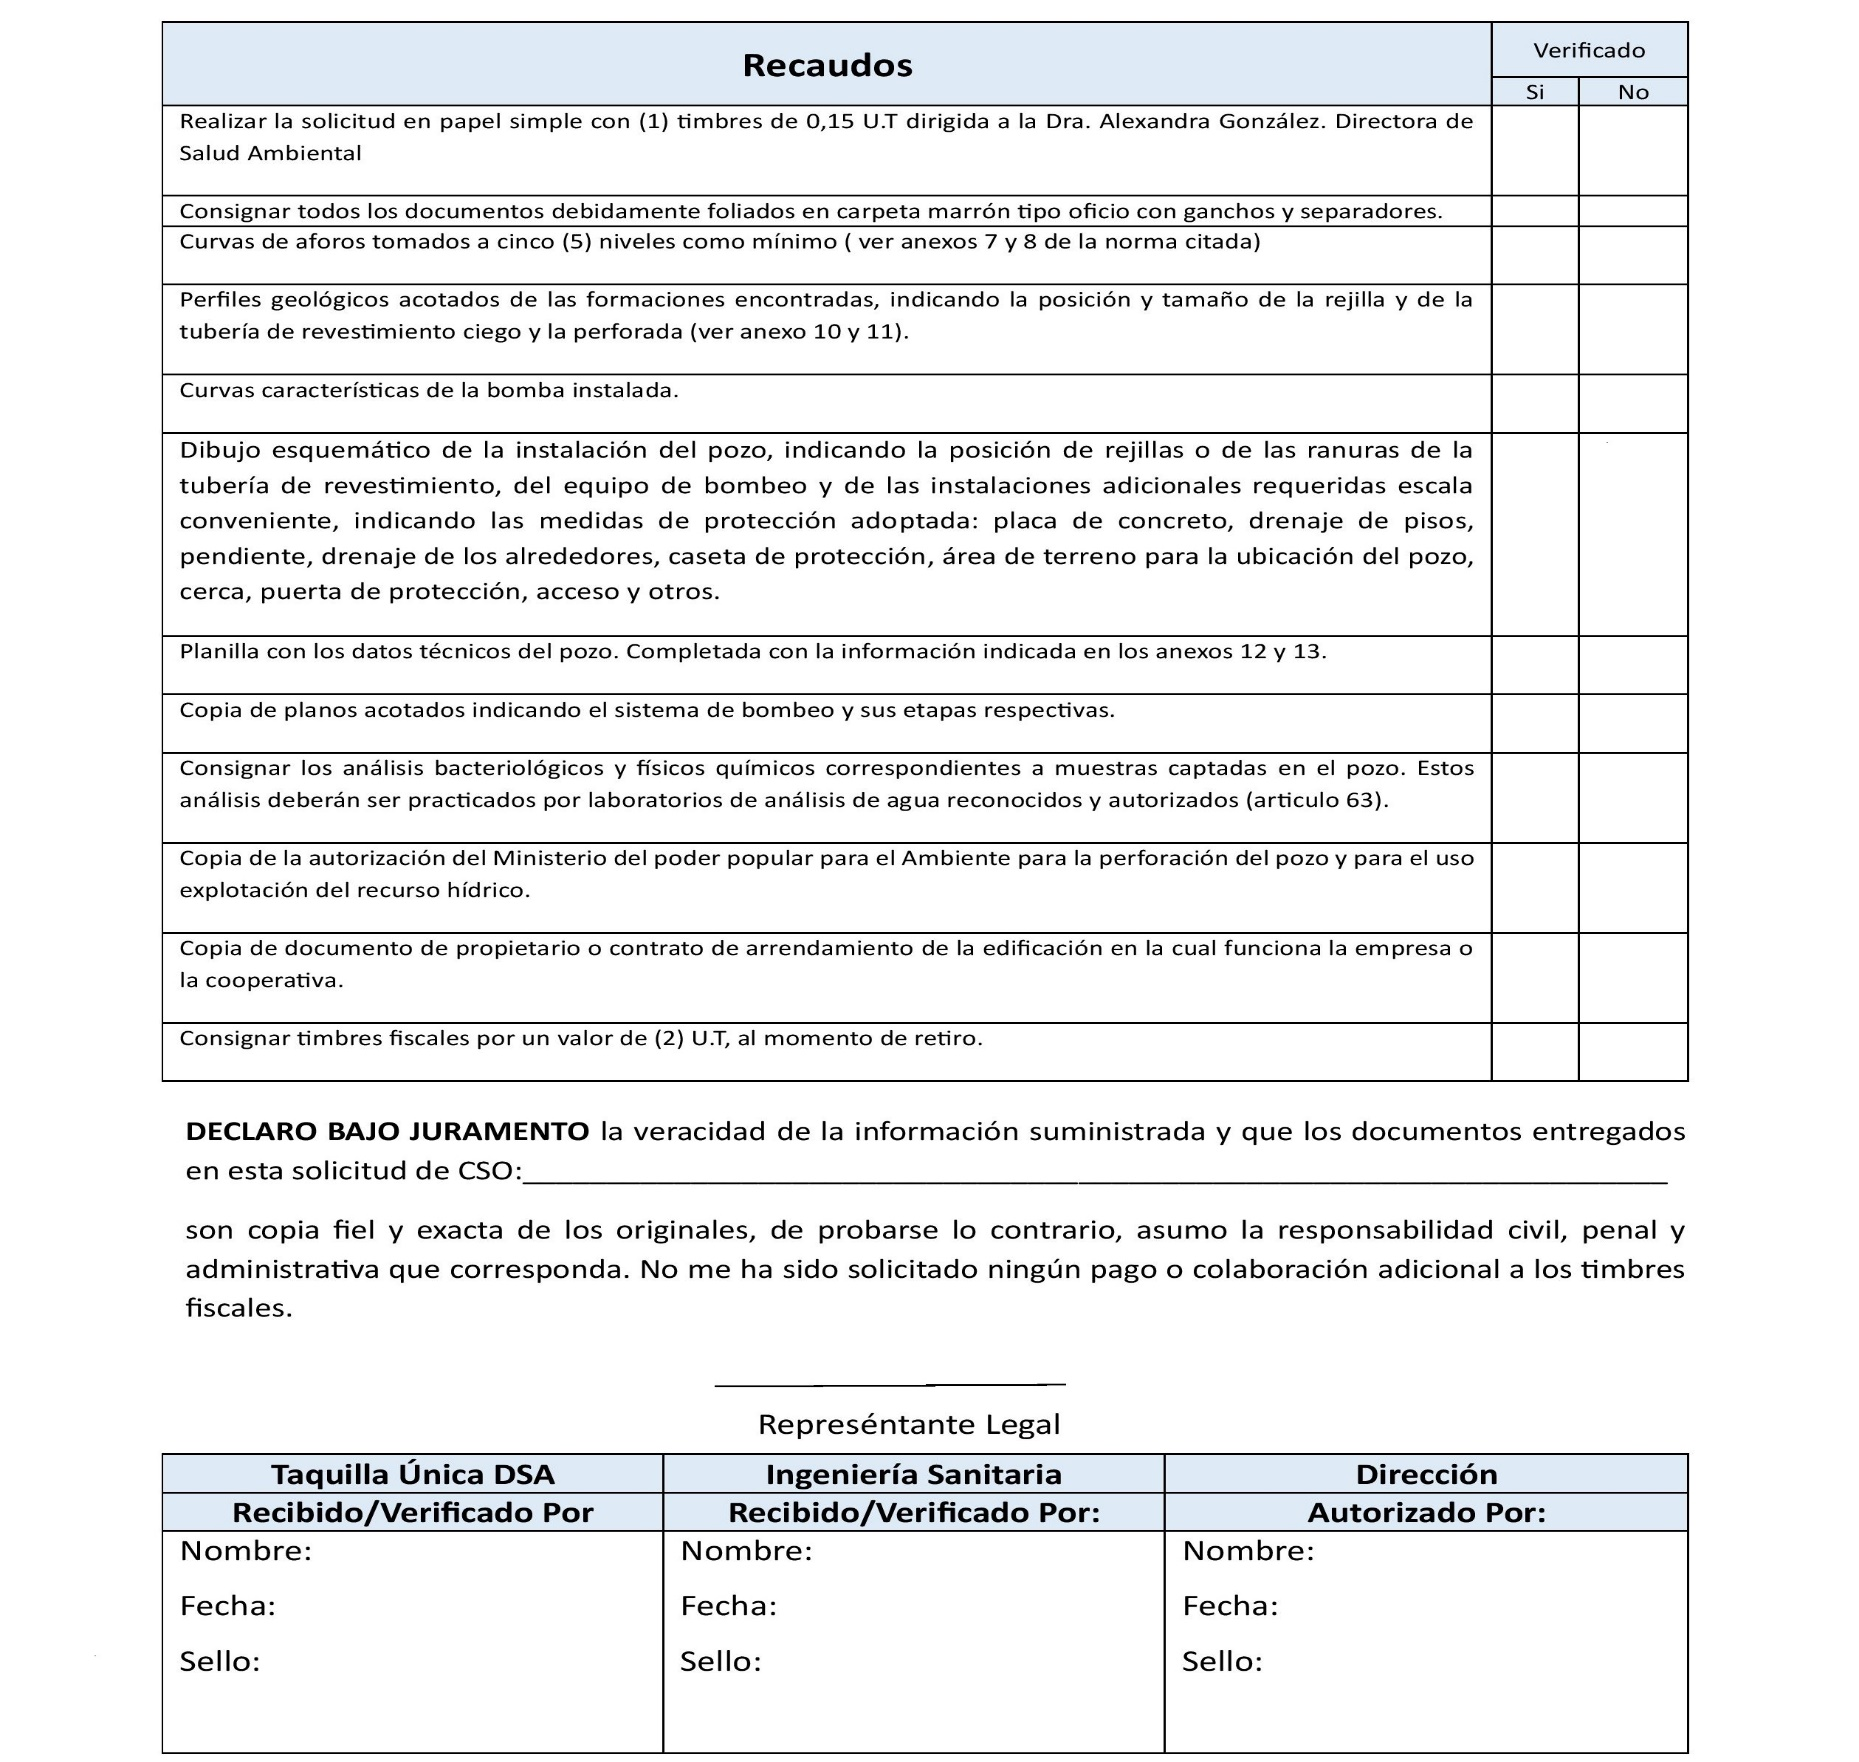 Recaudos
Verificado
Si No
Realizar la solicitud en papel simple con (1) timbres de 0,15 U.T dirigida a la Dra. Alexandra González. Directora de
Salud Ambiental
Consignar todos los documentos debidamente foliados en carpeta marrón tipo oficio con ganchos y separadores.
Curvas de aforos tomados a cinco (5) niveles como mínimo ( ver anexos 7 y 8 de la norma citada)
Perfiles geológicos acotados de las formaciones encontradas, indicando la posición y tamaño de la rejilla y de la
tubería de revestimiento ciego y la perforada (ver anexo 10 y 11).
Curvas características de la bomba instalada.
Dibujo esquemático de la instalación del pozo, indicando la posición de rejillas o de las ranuras de la
tubería de revestimiento, del equipo de bombeo y de las instalaciones adicionales requeridas escala
conveniente, indicando las medidas de protección adoptada: placa de concreto, drenaje de pisos,
pendiente, drenaje de los alrededores, caseta de protección, área de terreno para la ubicación del pozo,
cerca, puerta de protección, acceso y otros.
Planilla con los datos técnicos del pozo. Completada con la información indicada en los anexos 12 y 13.
Copia de planos acotados indicando el sistema de bombeo y sus etapas respectivas.
Consignar los análisis bacteriológicos y físicos químicos correspondientes a muestras captadas en el pozo. Estos
análisis deberán ser practicados por laboratorios de análisis de agua reconocidos y autorizados (articulo 63).
Copia de la autorización del Ministerio del poder popular para el Ambiente para la perforación del pozo y para el uso
explotación del recurso hídrico.
Copia de documento de propietario o contrato de arrendamiento de la edificación en la cual funciona la empresa o
la cooperativa.
Consignar timbres fiscales por un valor de (2) U.T, al momento de retiro.
DECLARO BAJO JURAMENTO la veracidad de la información suministrada y que los documentos entregados
en esta solicitud de CSO:
son copia fiel y exacta de los originales, de probarse lo contrario, asumo la responsabilidad civil, penal y
administrativa que corresponda. No me ha sido solicitado ningún pago o colaboración adicional a los timbres
fiscales.
Represéntante Legal
Taquilla Única DSA Ingeniería Sanitaria Dirección
Recibido/Verificado Por Recibido/Verificado Por: Autorizado Por:
Nombre: Nombre: Nombre:
Fecha: Fecha: Fecha:
Sello: Sello: Sello: